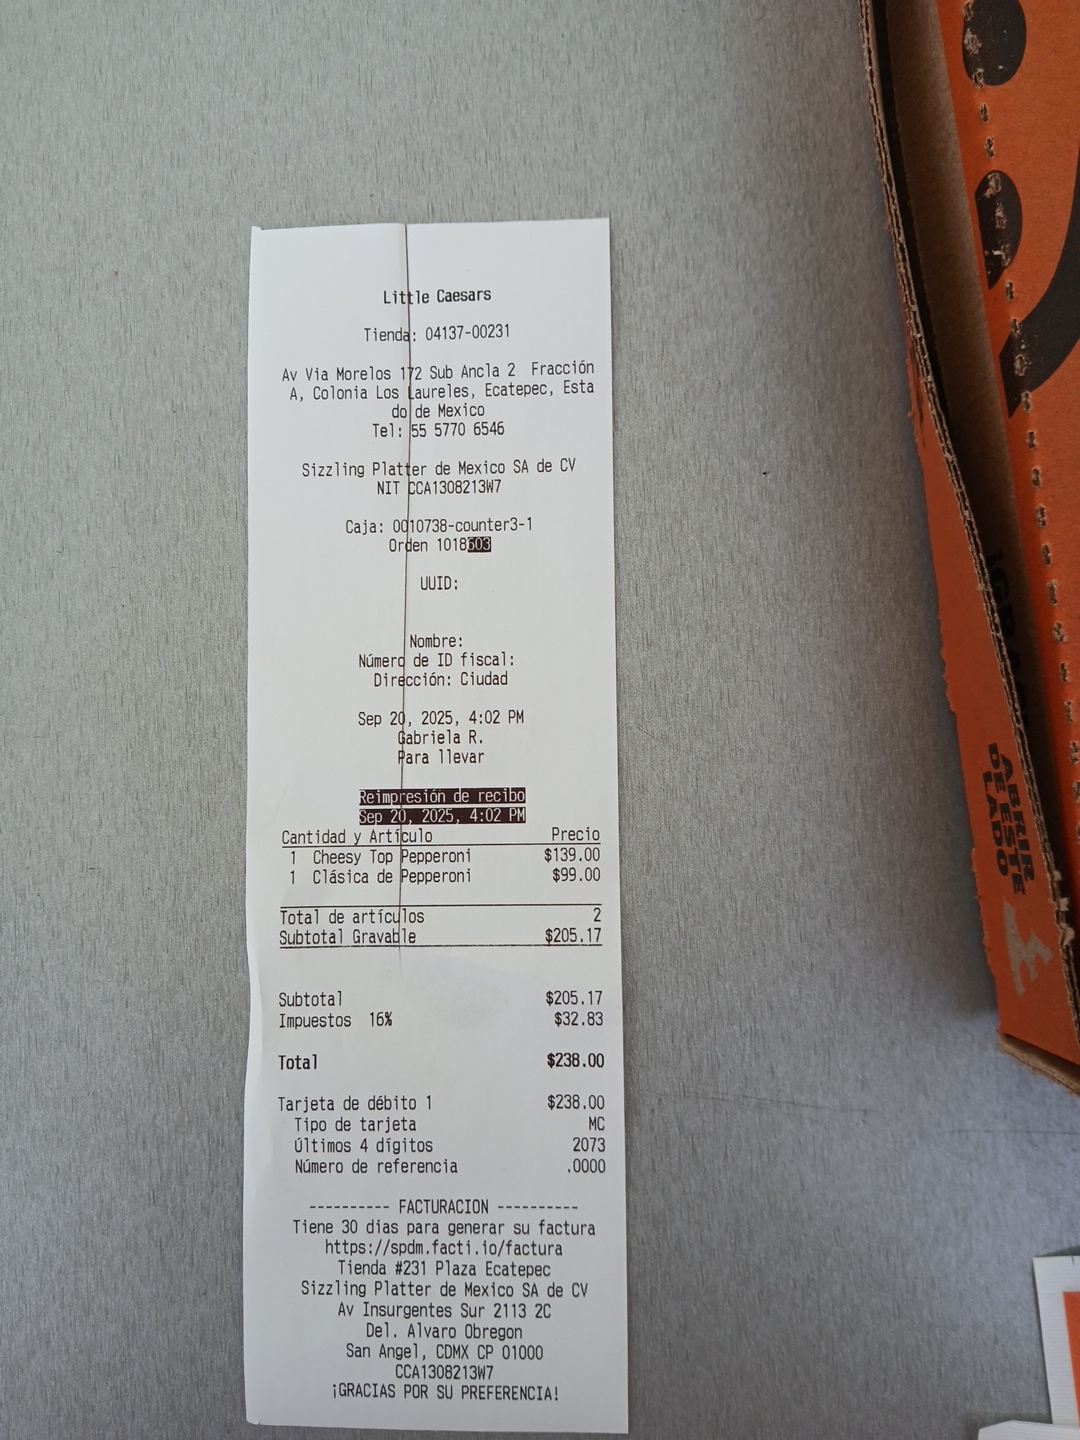 Little Caesars
Tienda: 04137-00231
Av Via Morelos 172 Sub Ancla 2 Fracción
A, Colonia Los Laureles, Ecatepec, Esta
do de Mexico
Tel: 55 5770 6546
Sizzling Platter de Mexico SA de CV
NIT CCA1308213W7
Caja: 0010738-counter3-1
Orden 1018603
UUID:
Nombre:
Número de ID fiscal:
Dirección: Ciudad
Sep 20, 2025, 4:02 PM
Gabriela R.
Para llevar
Reimpresión de recibo
Sep 20, 2025, 4:02 PM
Cantidad y Artículo Precio
1 Cheesy Top Pepperoni $139.00
1 Clásica de Pepperoni $99.00
Total de artículos 2
Subtotal Gravable $205.17
Subtotal $205.17
Impuestos 16% $32.83
Total $238.00
Tarjeta de débito 1 $238.00
Tipo de tarjeta MC
Últimos 4 dígitos 2073
Número de referencia .0000
---------- FACTURACION ----------
Tiene 30 dias para generar su factura
https://spdm.facti.io/factura
Tienda #231 Plaza Ecatepec
Sizzling Platter de Mexico SA de CV
Av Insurgentes Sur 2113 2C
Del. Alvaro Obregon
San Angel, CDMX CP 01000
CCA1308213W7
¡GRACIAS POR SU PREFERENCIA!
ABRIR
DE ESTE
LADO